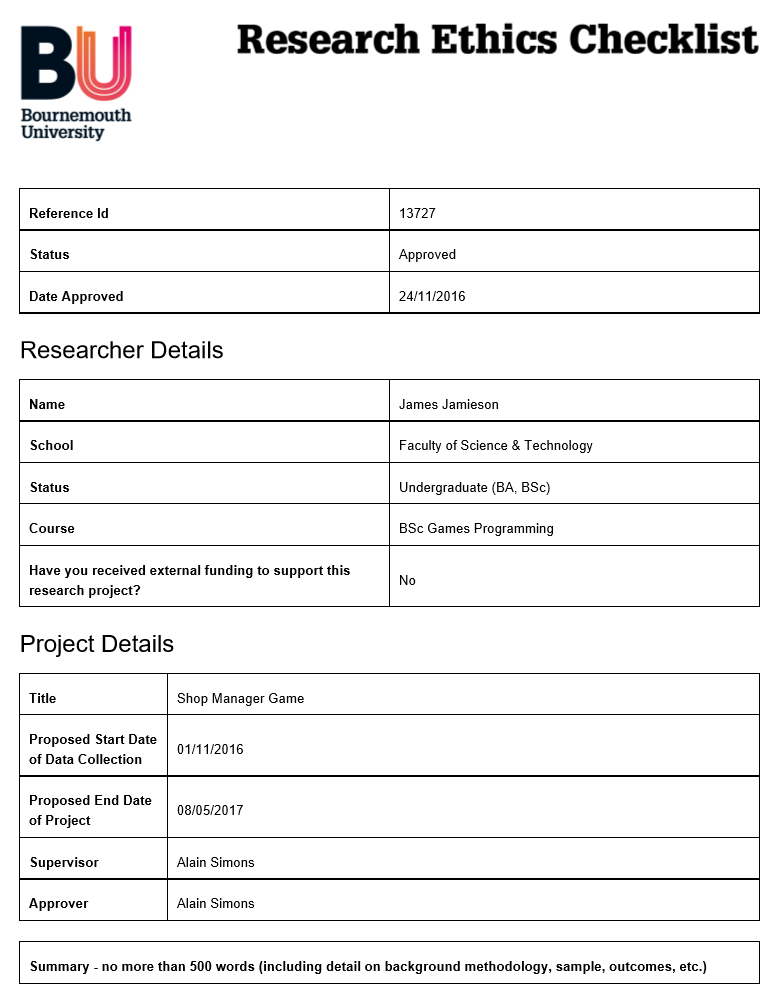 Research Ethics Checklist
BU
Bournemouth
University
Reference Id 13727
Status Approved
Date Approved 24/11/2016
Researcher Details
Name James Jamieson
School Faculty of Science & Technology
Status Undergraduate (BA, BSc)
Course BSc Games Programming
Have you received external funding to support this
research project?
No
Project Details
Title Shop Manager Game
Proposed Start Date
of Data Collection
01/11/2016
Proposed End Date
of Project
08/05/2017
Supervisor Alain Simons
Approver Alain Simons
Summary - no more than 500 words (including detail on background methodology, sample, outcomes, etc.)